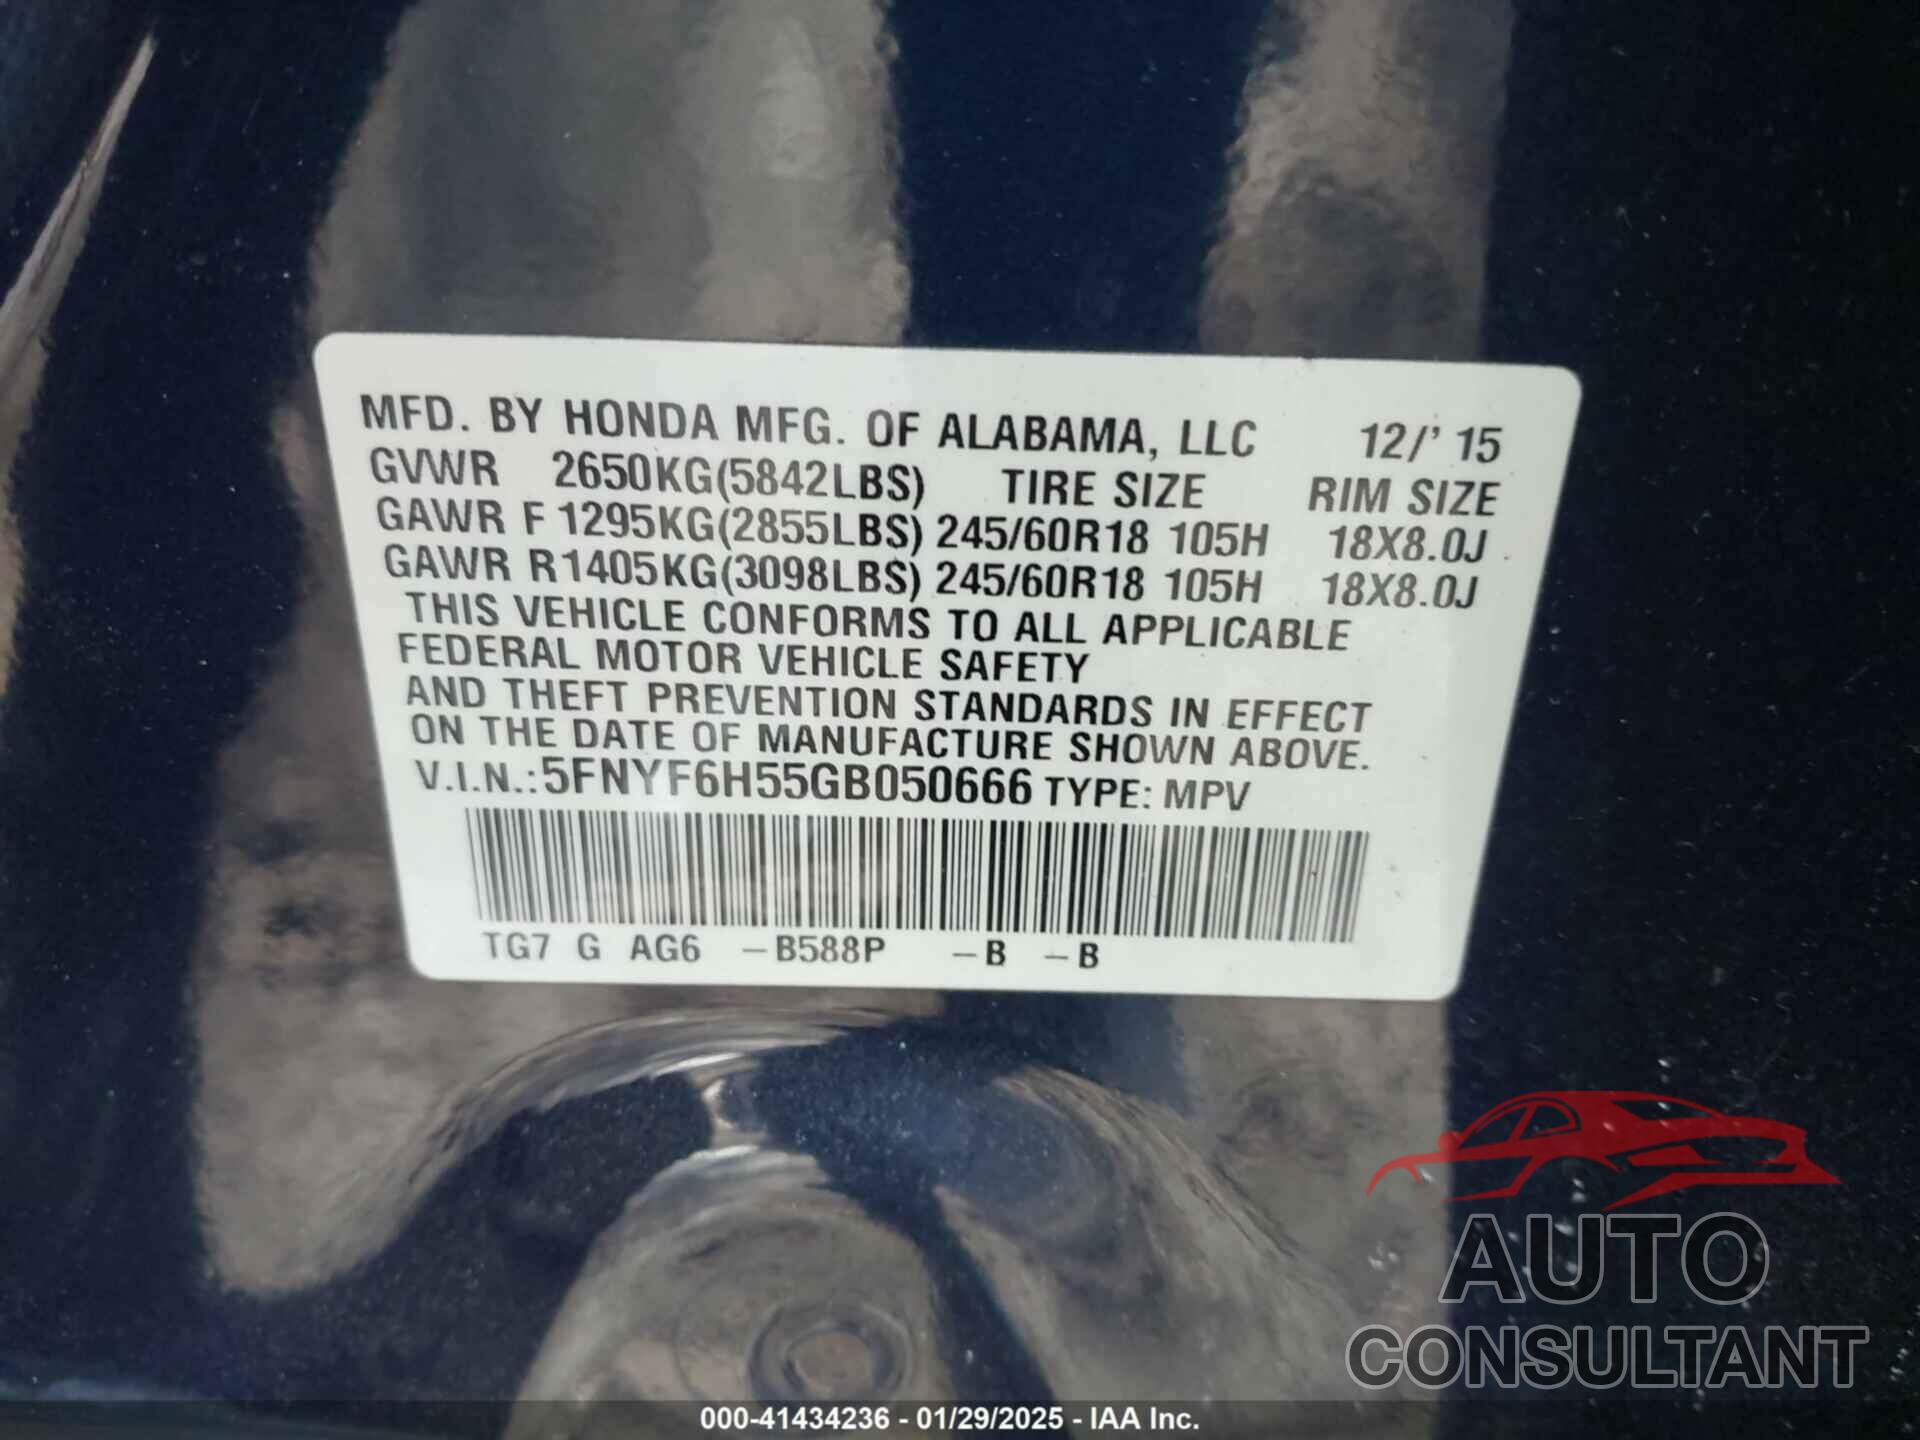 MFD. BY HONDA MFG. OF ALABAMA, LLC 12/' 15
GVWR 2650KG(5842LBS) TIRE SIZE RIM SIZE
GAWR F 1295KG(2855LBS) 245/60R18 105H 18X8.0J
GAWR R1405KG(3098LBS) 245/60R18 105H 18X8.0J
THIS VEHICLE CONFORMS TO ALL APPLICABLE
FEDERAL MOTOR VEHICLE SAFETY
AND THEFT PREVENTION STANDARDS IN EFFECT
ON THE DATE OF MANUFACTURE SHOWN ABOVE.
V.I.N.:5FNYF6H55GB050666 TYPE: MPV
TG7 G AG6 –B588P –B –B
AUTO
CONSULTANT
000-41434236 - 01/29/2025 - IAA Inc.